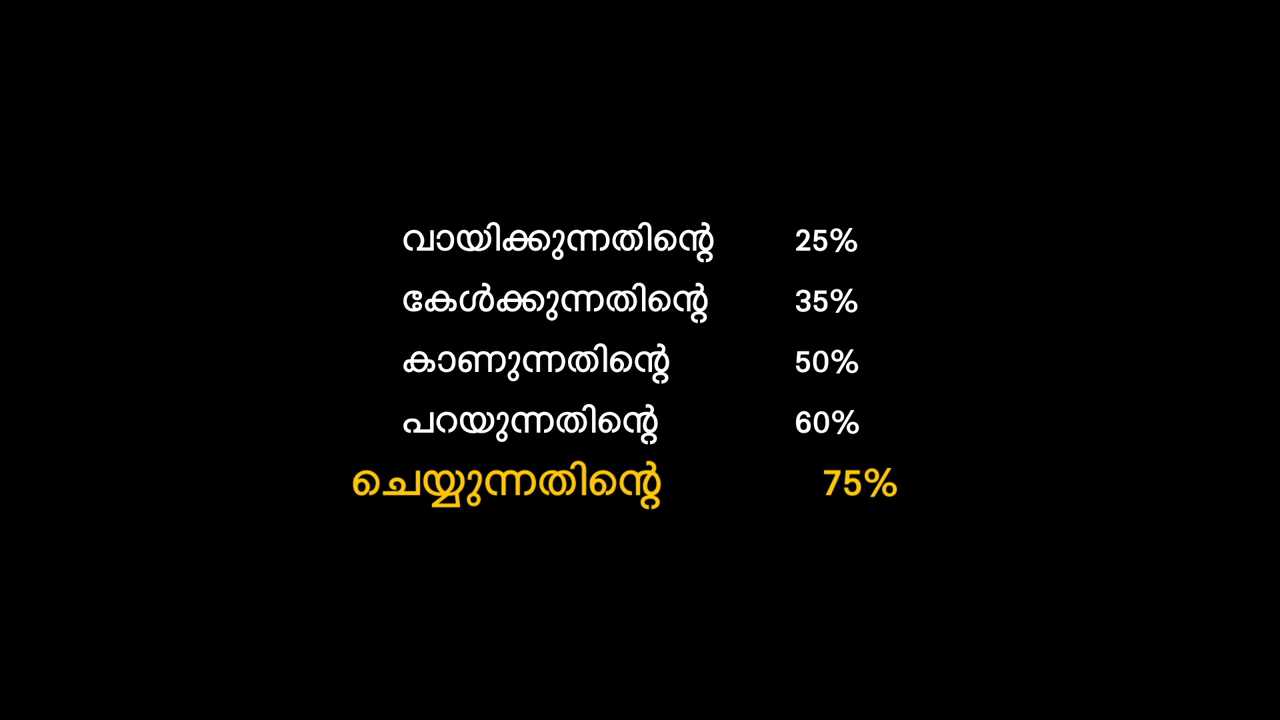 വായിക്കുന്നതിന്റെ 25%
കേൾക്കുന്നതിന്റെ 35%
കാണുന്നതിന്റെ 50%
പറയുന്നതിന്റെ 60%
ചെയ്യുന്നതിന്റെ 75%